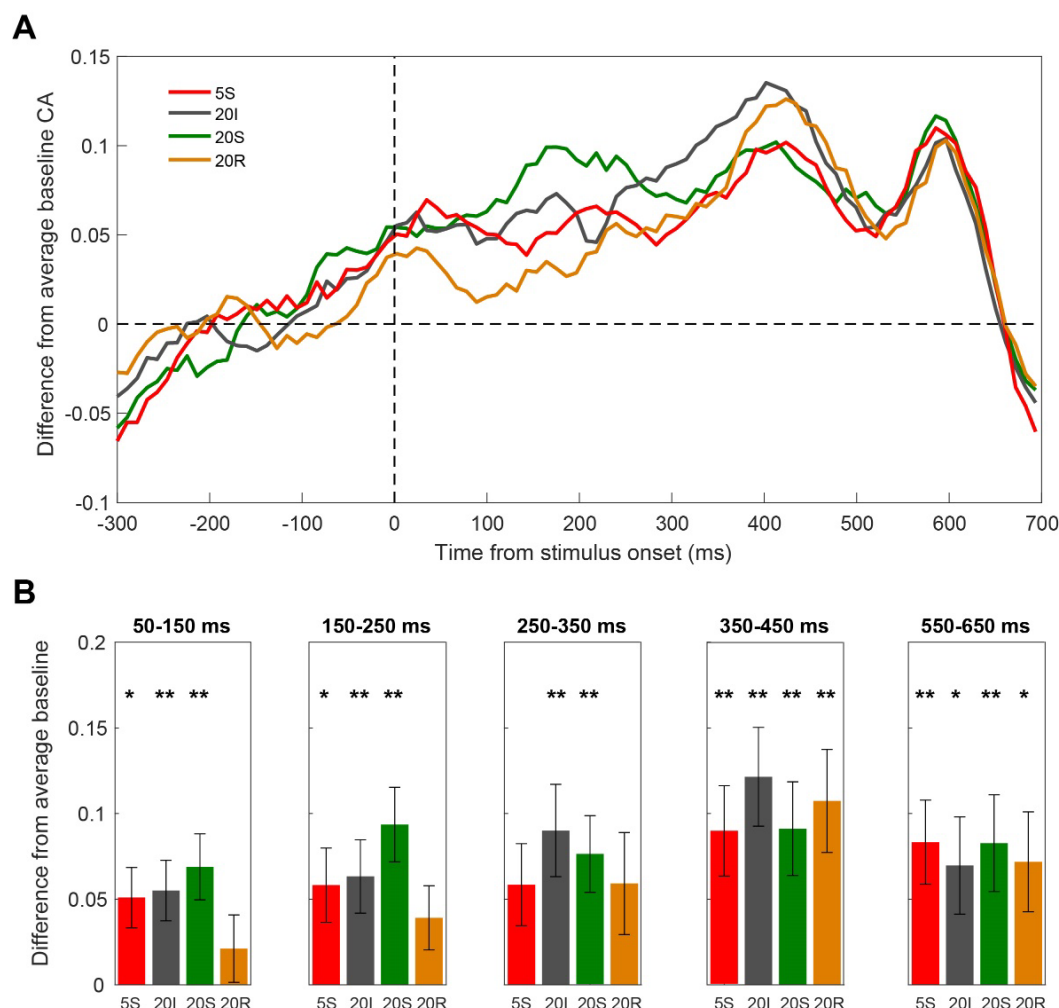 A
0.15
0.1
0.05
0
-0.05
-0.1
Difference from average baseline CA
5S
20I
20S
20R
-300 -200 -100 0 100 200 300 400 500 600 700
Time from stimulus onset (ms)
B
50-150 ms 150-250 ms 250-350 ms 350-450 ms 550-650 ms
0.2
0.15
0.1
0.05
0
Difference from average baseline
* ** ** * ** ** ** ** ** ** ** ** ** * ** *
5S 20I 20S 20R 5S 20I 20S 20R 5S 20I 20S 20R 5S 20I 20S 20R 5S 20I 20S 20R